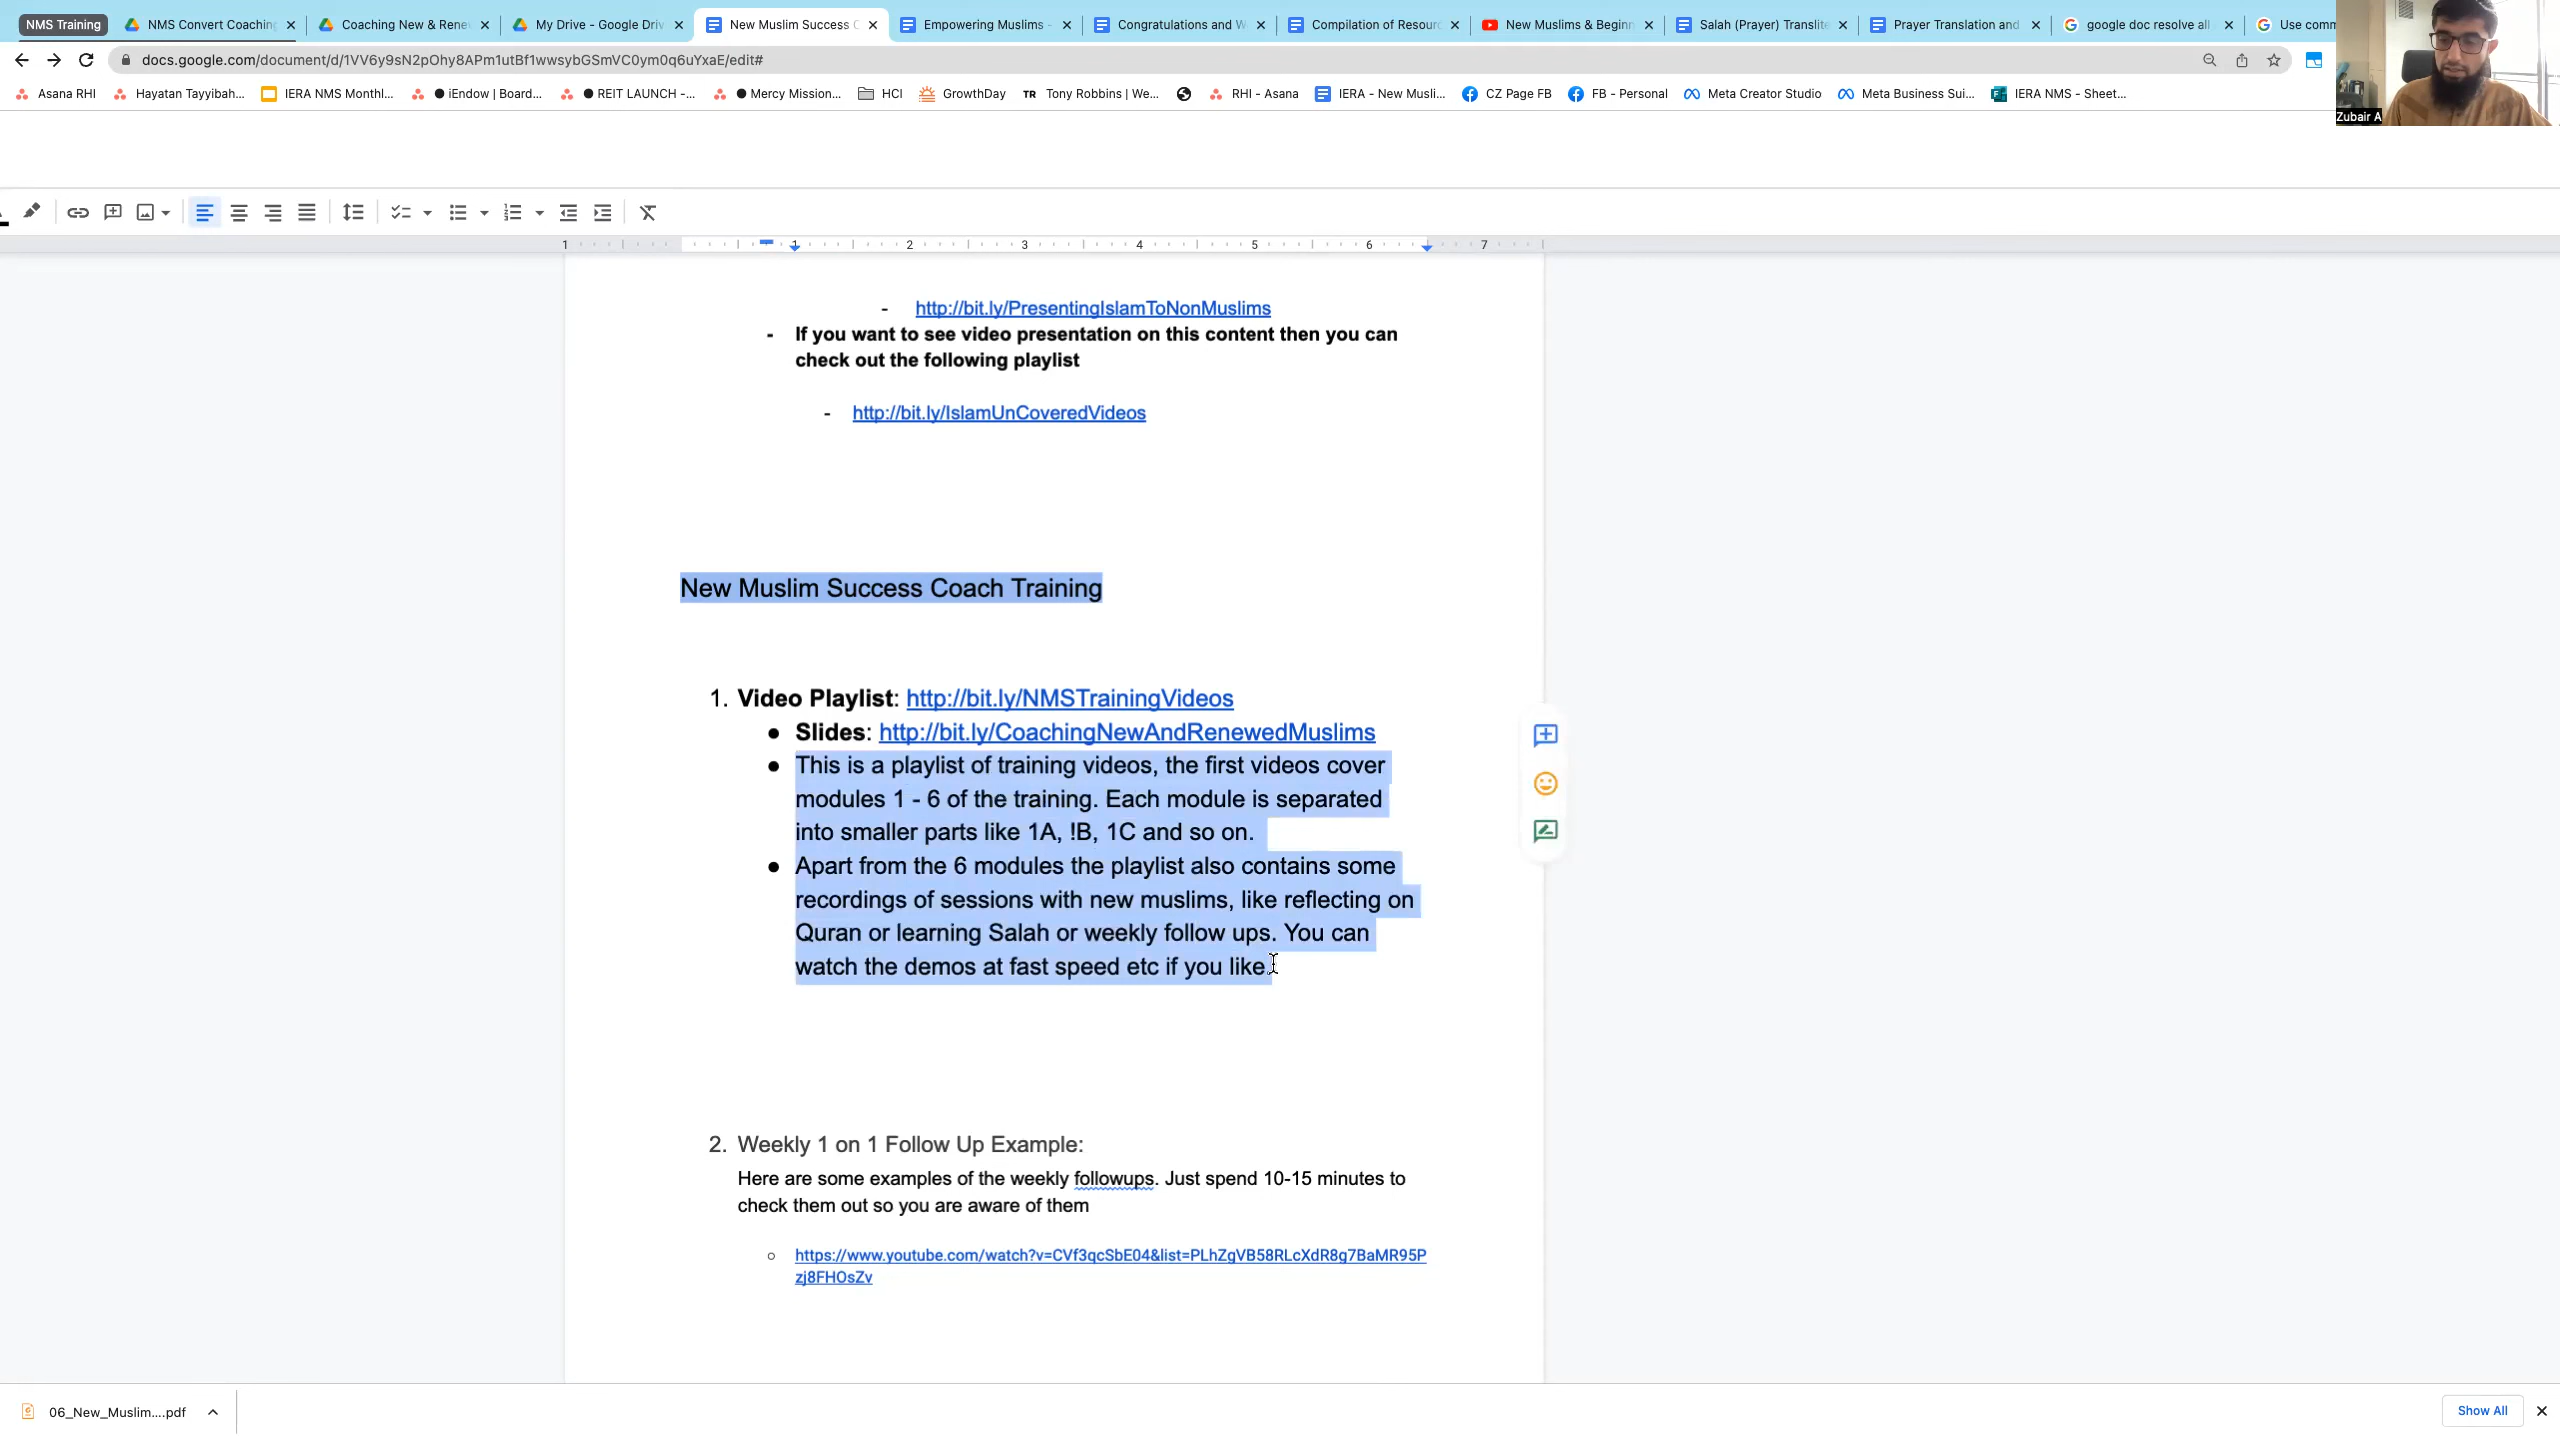 NMS Training
NMS Convert Coaching
Coaching New & Rene
My Drive - Google Driv
New Muslim Success C
Empowering Muslims -
Congratulations and W
Compilation of Resourc
New Muslims & Beginn
Salah (Prayer) Translite
Prayer Translation and
google doc resolve all
Use comm
docs.google.com/document/d/1VV6y9sN2pOhy8APm1utBf1wwsybGSmVC0ym0q6uYxaE/edit#
Asana RHI
Hayatan Tayyibah...
IERA NMS Monthl...
iEndow | Board...
REIT LAUNCH -...
Mercy Mission...
HCI
GrowthDay
TR Tony Robbins | We...
RHI - Asana
IERA - New Musli...
CZ Page FB
FB - Personal
Meta Creator Studio
Meta Business Sui...
IERA NMS - Sheet...
Zubair A
1 1 2 3 4 5 6 7
- http://bit.ly/PresentingIslamToNonMuslims
- If you want to see video presentation on this content then you can
check out the following playlist
- http://bit.ly/IslamUnCoveredVideos
New Muslim Success Coach Training
1. Video Playlist: http://bit.ly/NMSTrainingVideos
● Slides: http://bit.ly/CoachingNewAndRenewedMuslims
● This is a playlist of training videos, the first videos cover
modules 1 - 6 of the training. Each module is separated
into smaller parts like 1A, !B, 1C and so on.
● Apart from the 6 modules the playlist also contains some
recordings of sessions with new muslims, like reflecting on
Quran or learning Salah or weekly follow ups. You can
watch the demos at fast speed etc if you like.
2. Weekly 1 on 1 Follow Up Example:
Here are some examples of the weekly followups. Just spend 10-15 minutes to
check them out so you are aware of them
○ https://www.youtube.com/watch?v=CVf3qcSbE04&list=PLhZgVB58RLcXdR8g7BaMR95P
zj8FHOsZv
06_New_Muslim....pdf
Show All